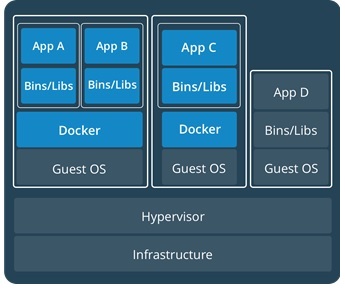 App A
App B
Bins/Libs
Bins/Libs
Docker
Guest OS
App C
Bins/Libs
Docker
Guest OS
App D
Bins/Libs
Guest OS
Hypervisor
Infrastructure